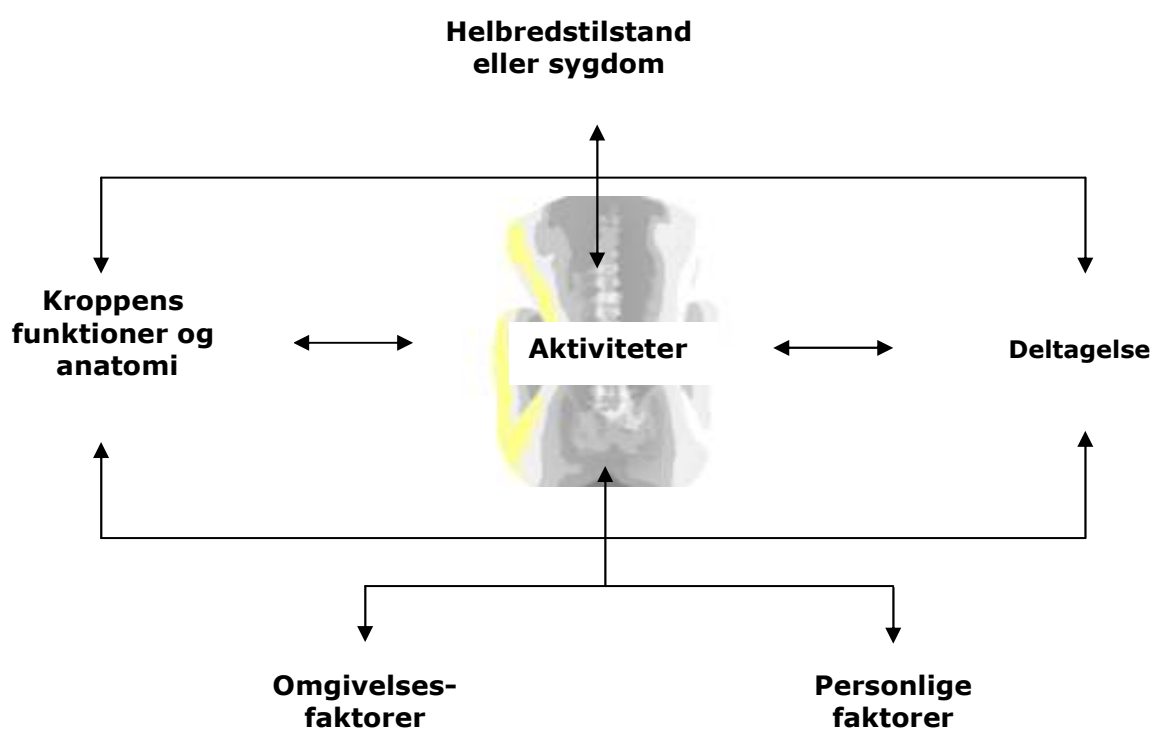 Helbredstilstand
eller sygdom
Kroppens
funktioner og
anatomi
Aktiviteter
Deltagelse
Omgivelses-
faktorer
Personlige
faktorer